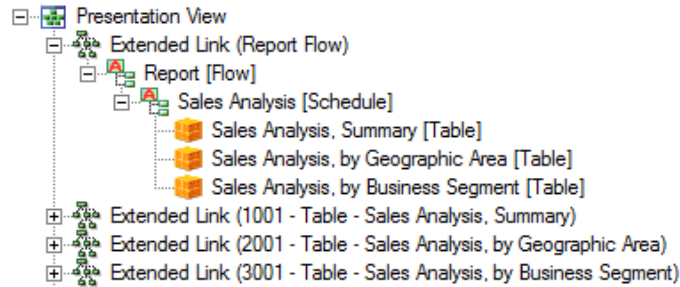 Presentation View
Extended Link (Report Flow)
Report [Flow]
Sales Analysis [Schedule]
Sales Analysis, Summary [Table]
Sales Analysis, by Geographic Area [Table]
Sales Analysis, by Business Segment [Table]
Extended Link (1001 - Table - Sales Analysis, Summary)
Extended Link (2001 - Table - Sales Analysis, by Geographic Area)
Extended Link (3001 - Table - Sales Analysis, by Business Segment)